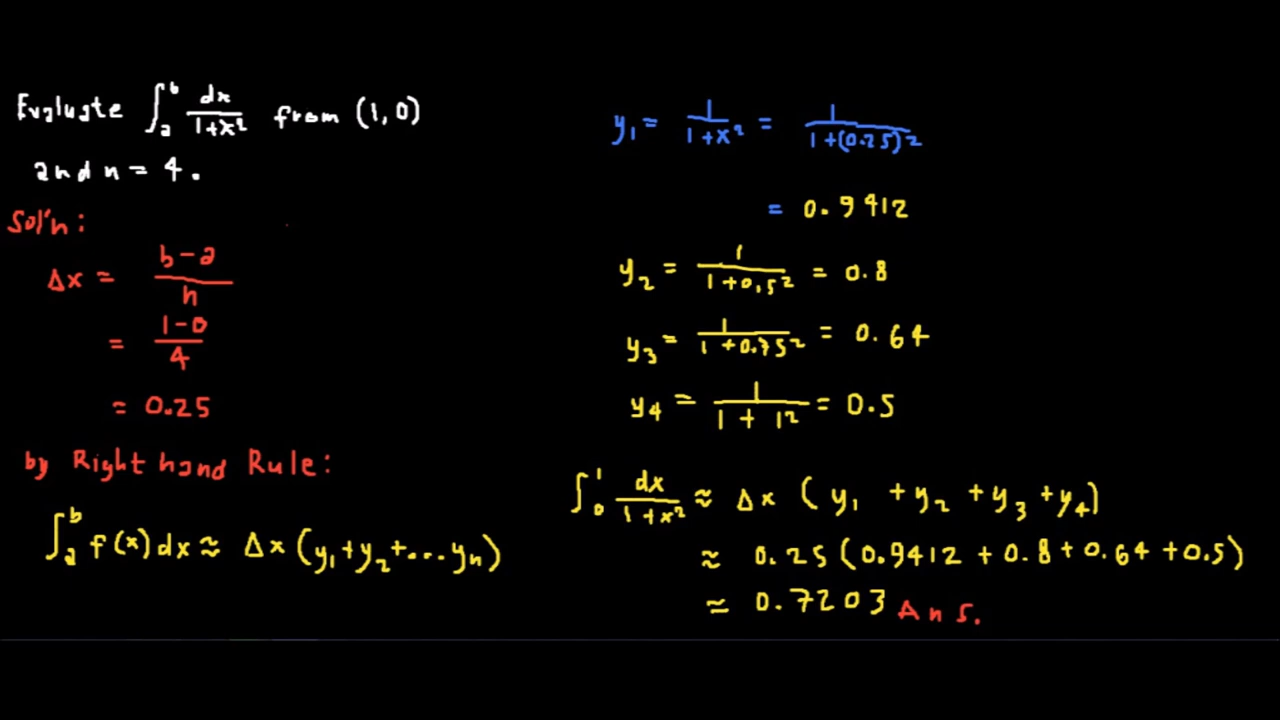 Evaluate ∫_a^b dx/(1+x²) from (1,0)
and n = 4.
Sol'n:
Δx = (b-a)/n
= (1-0)/4
= 0.25
by Right hand Rule:
∫_a^b f(x)dx ≈ Δx(y₁+y₂+...yₙ)
y₁ = 1/(1+x²) = 1/(1+(0.25)²)
= 0.9412
y₂ = 1/(1+0.5²) = 0.8
y₃ = 1/(1+0.75²) = 0.64
y₄ = 1/(1+1²) = 0.5
∫_0^1 dx/(1+x²) ≈ Δx (y₁ +y₂ +y₃ +y₄)
≈ 0.25(0.9412+0.8+0.64+0.5)
≈ 0.7203 Ans.